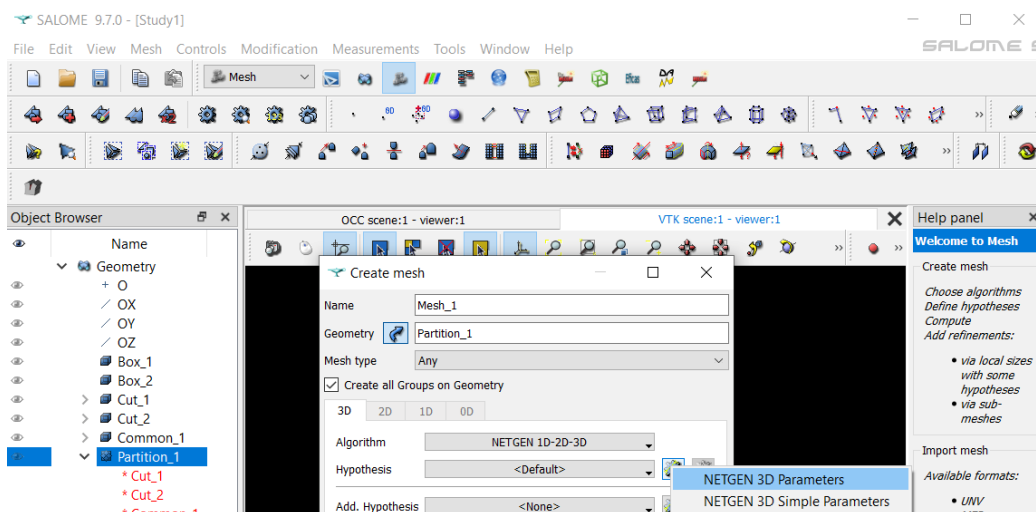 SALOME 9.7.0 - [Study1]
File Edit View Mesh Controls Modification Measurements Tools Window Help
SALOME
Mesh
Object Browser
OCC scene:1 - viewer:1
VTK scene:1 - viewer:1
Help panel
Name
Geometry
O
OX
OY
OZ
Box_1
Box_2
Cut_1
Cut_2
Common_1
Partition_1
* Cut_1
* Cut_2
Create mesh
Name
Mesh_1
Geometry
Partition_1
Mesh type
Any
Create all Groups on Geometry
3D 2D 1D 0D
Algorithm
NETGEN 1D-2D-3D
Hypothesis
<Default>
Add. Hypothesis
<None>
NETGEN 3D Parameters
NETGEN 3D Simple Parameters
Welcome to Mesh
Create mesh
Choose algorithms
Define hypotheses
Compute
Add refinements:
• via local sizes
with some
hypotheses
• via sub-
meshes
Import mesh
Available formats:
• UNV